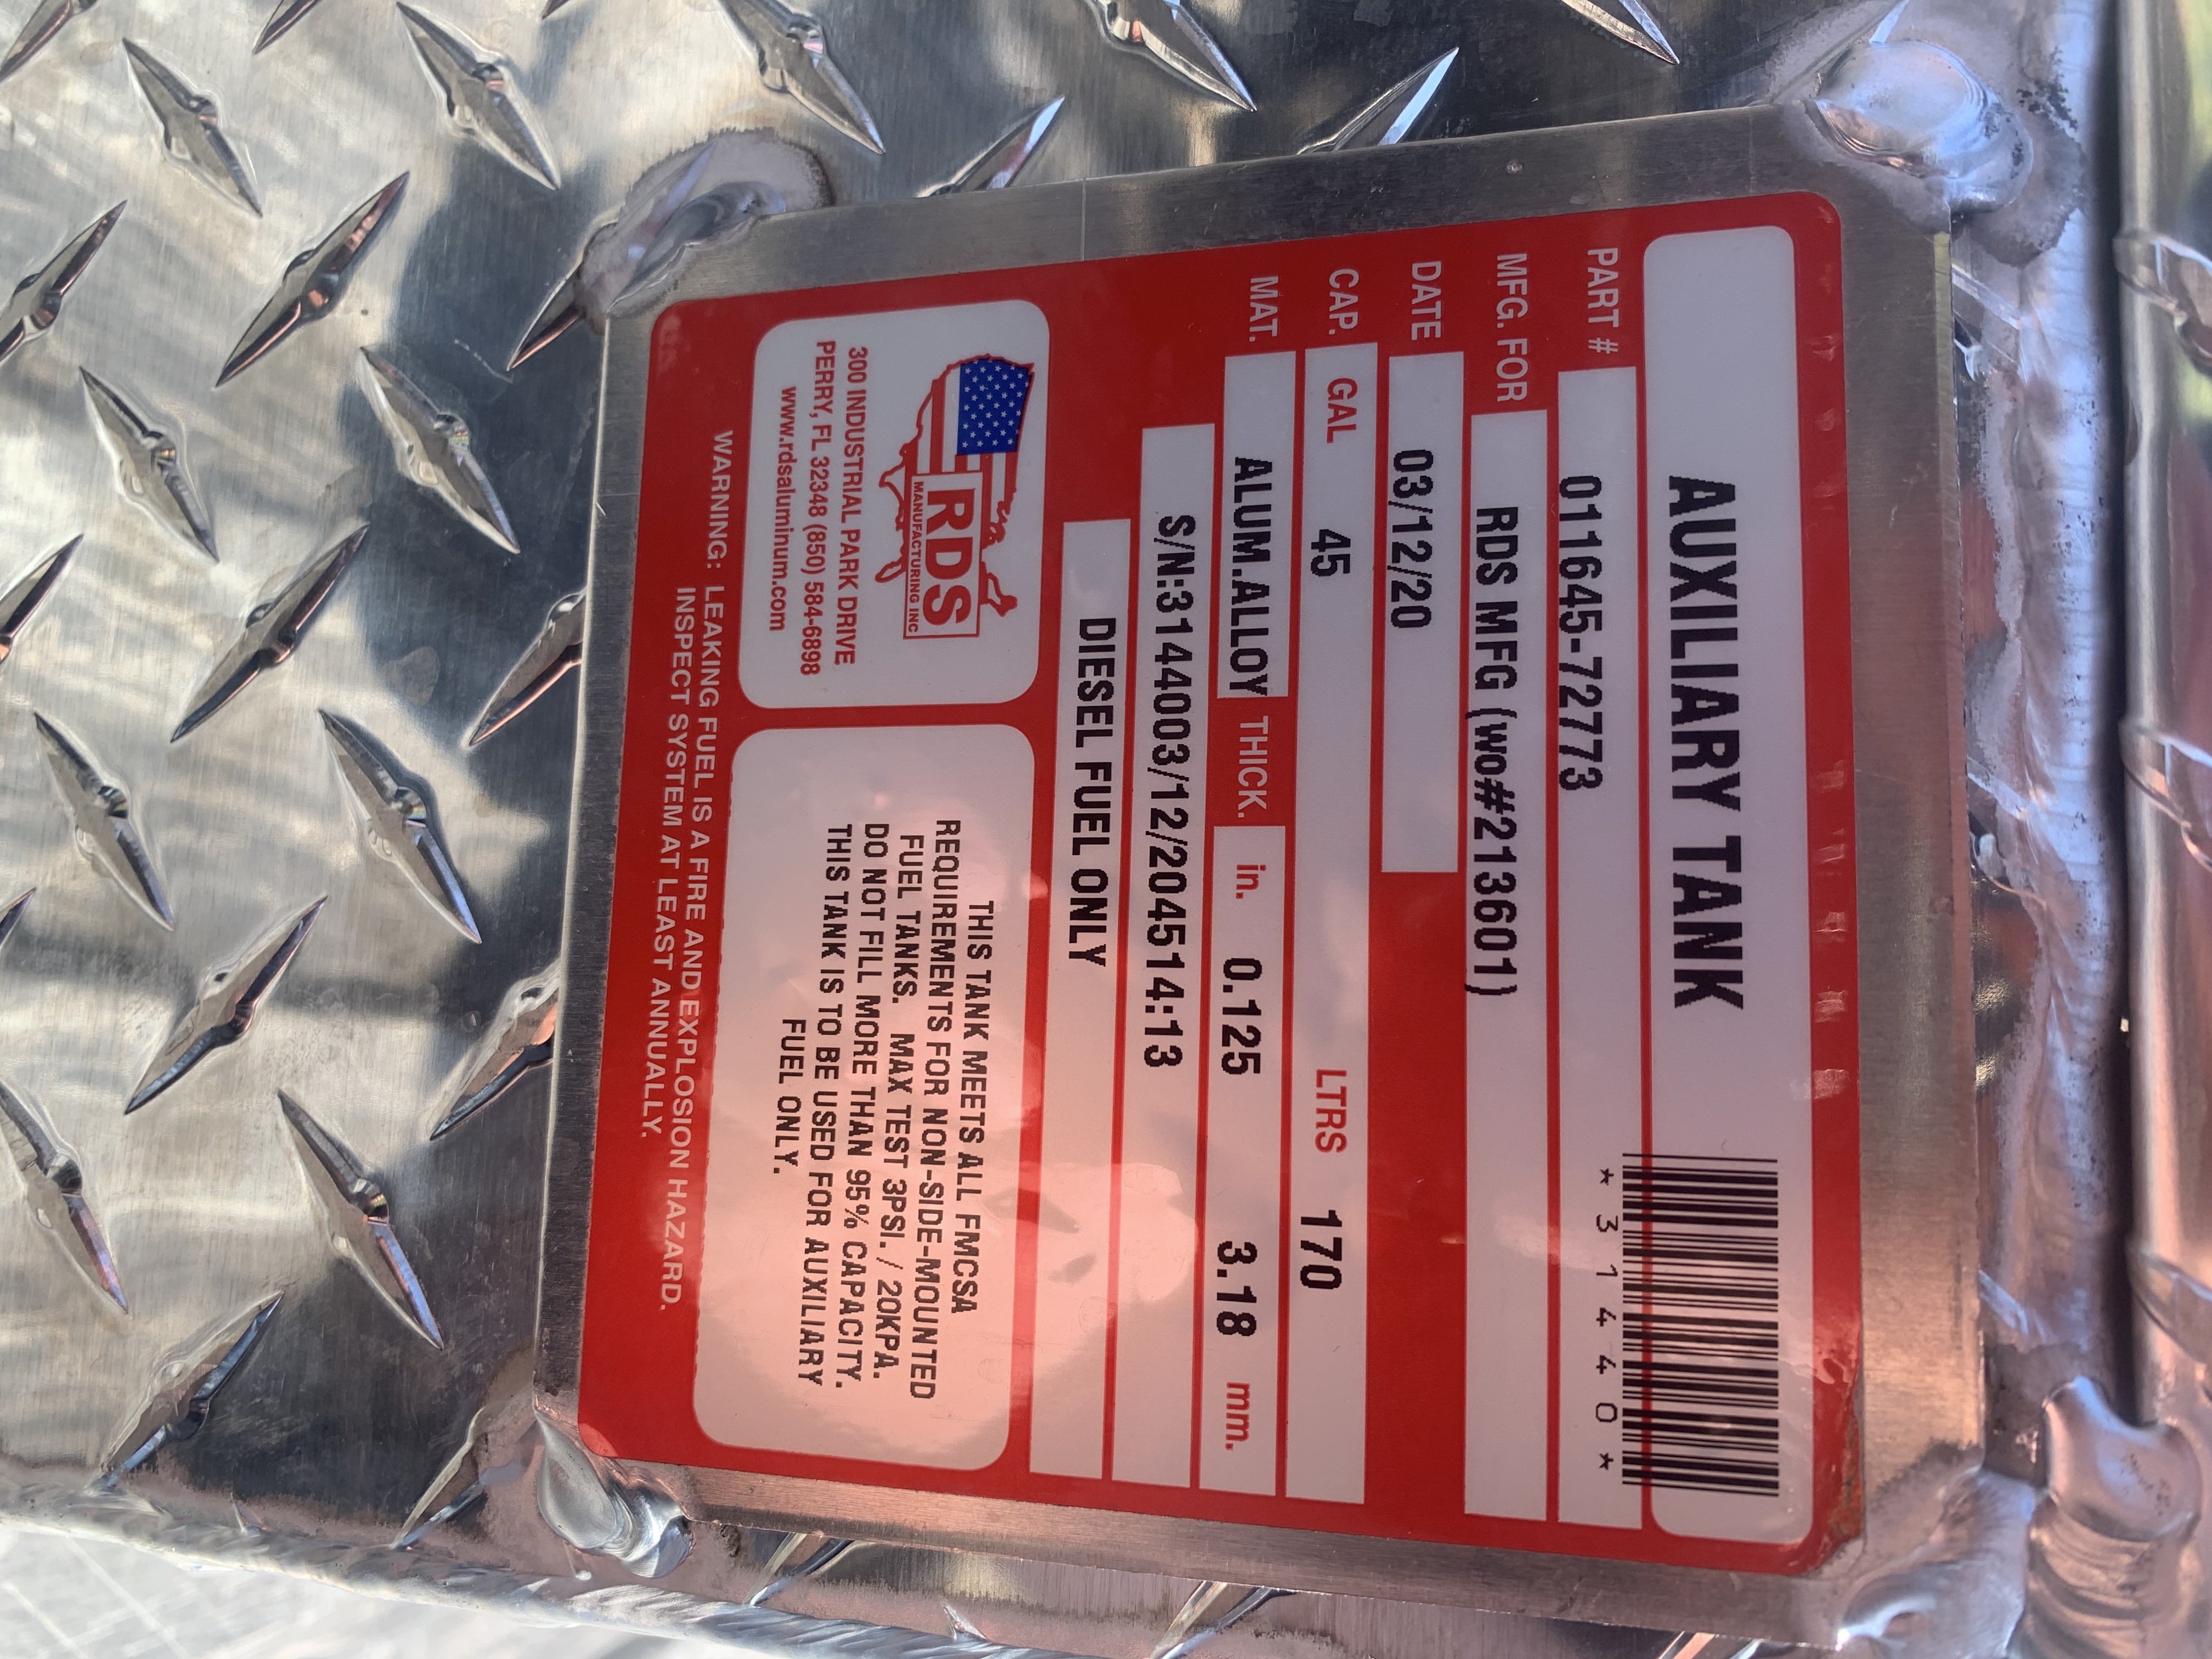 AUXILIARY TANK
*31440*
PART # 011645-72773
MFG. FOR RDS MFG (wo#213601)
DATE 03/12/20
CAP. GAL 45 LTRS 170
MAT. ALUM.ALLOY THICK. in. 0.125 3.18 mm.
S/N:3144003/12/204514:13
DIESEL FUEL ONLY
RDS
MANUFACTURING INC
300 INDUSTRIAL PARK DRIVE
PERRY, FL 32348 (850) 584-6898
www.rdsaluminum.com
THIS TANK MEETS ALL FMCSA
REQUIREMENTS FOR NON-SIDE-MOUNTED
FUEL TANKS. MAX TEST 3PSI. / 20KPA.
DO NOT FILL MORE THAN 95% CAPACITY.
THIS TANK IS TO BE USED FOR AUXILIARY
FUEL ONLY.
WARNING: LEAKING FUEL IS A FIRE AND EXPLOSION HAZARD.
INSPECT SYSTEM AT LEAST ANNUALLY.